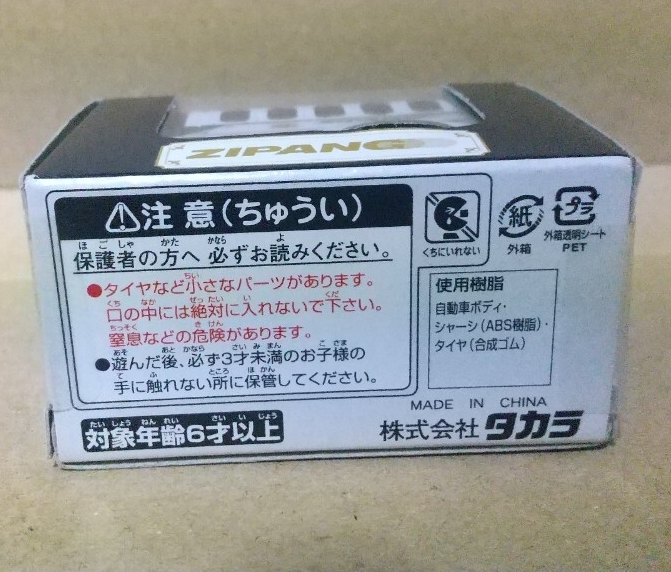 ZIPANG
注意(ちゅうい)
保護者の方へ 必ずお読みください。
●タイヤなど小さなパーツがあります。
口の中には絶対に入れないで下さい。
窒息などの危険があります。
●遊んだ後、必ず3才未満のお子様の
手に触れない所に保管してください。
対象年齢6才以上
くちにいれない
紙
外箱
プラ
外箱透明シート
PET
使用樹脂
自動車ボディ・
シャーシ(ABS樹脂)・
タイヤ(合成ゴム)
MADE IN CHINA
株式会社タカラ